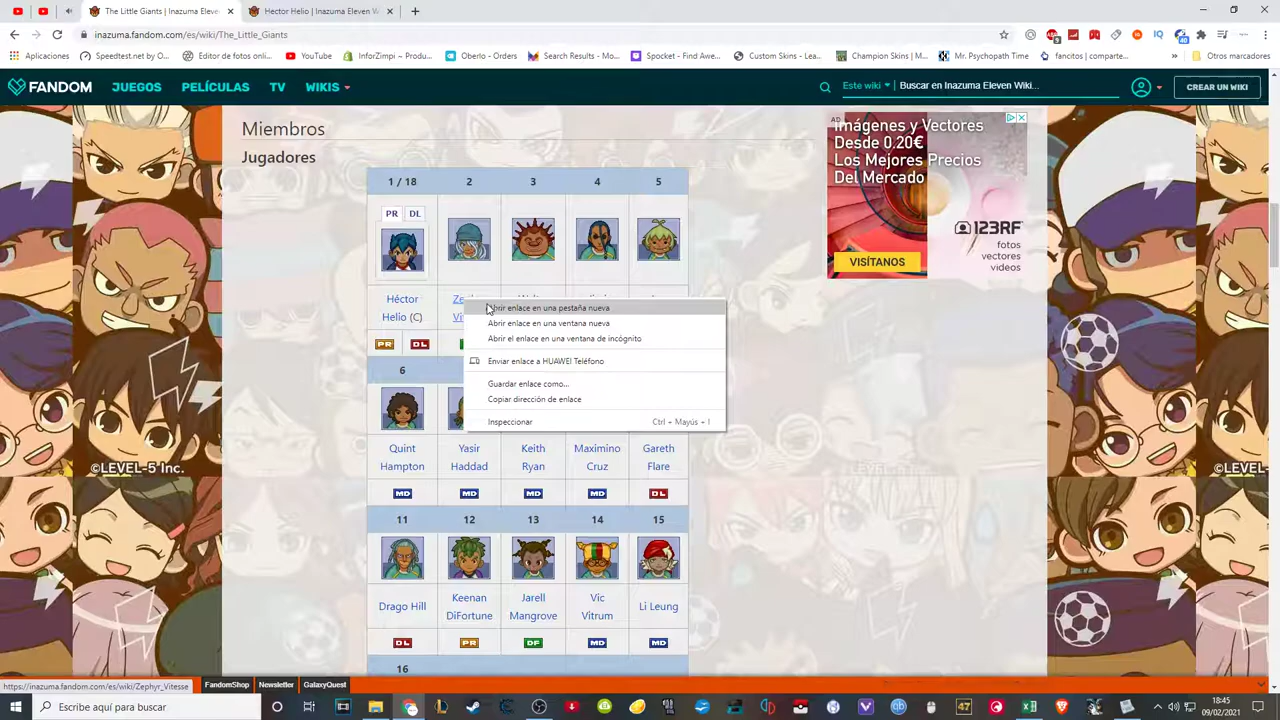 The Little Giants | Inazuma Eleve
Hector Helio | Inazuma Eleven W
inazuma.fandom.com/es/wiki/The_Little_Giants
Aplicaciones
Speedtest.net by O...
Editor de fotos onli...
YouTube
InforZimpi ~ Produ...
Oberlo - Orders
Search Results - Mo...
Spocket - Find Awe...
Custom Skins - Lea...
Champion Skins | M...
Mr. Psychopath Time
fancitos | comparte...
Otros marcadores
FANDOM
JUEGOS
PELÍCULAS
TV
WIKIS
Este wiki
Buscar en Inazuma Eleven Wiki...
CREAR UN WIKI
Miembros
Jugadores
1 / 18 2 3 4 5
PR DL
Héctor
Helio (C)
PR DL
Abrir enlace en una pestaña nueva
Abrir enlace en una ventana nueva
Abrir el enlace en una ventana de incógnito
Enviar enlace a HUAWEI Teléfono
Guardar enlace como...
Copiar dirección de enlace
Inspeccionar Ctrl + Mayús + I
6
Quint
Hampton
Yasir
Haddad
Keith
Ryan
Maximino
Cruz
Gareth
Flare
MD MD MD MD DL
11 12 13 14 15
Drago Hill
Keenan
DiFortune
Jarell
Mangrove
Vic
Vitrum
Li Leung
DL PR DF MD MD
16
AD
Imágenes y Vectores
Desde 0.20€
Los Mejores Precios
Del Mercado
123RF
fotos
vectores
videos
VISÍTANOS
©LEVEL-5 Inc.
©LEV
https://inazuma.fandom.com/es/wiki/Zephyr_Vitesse
FandomShop
Newsletter
GalaxyQuest
Escribe aquí para buscar
47
18:45
09/02/2021